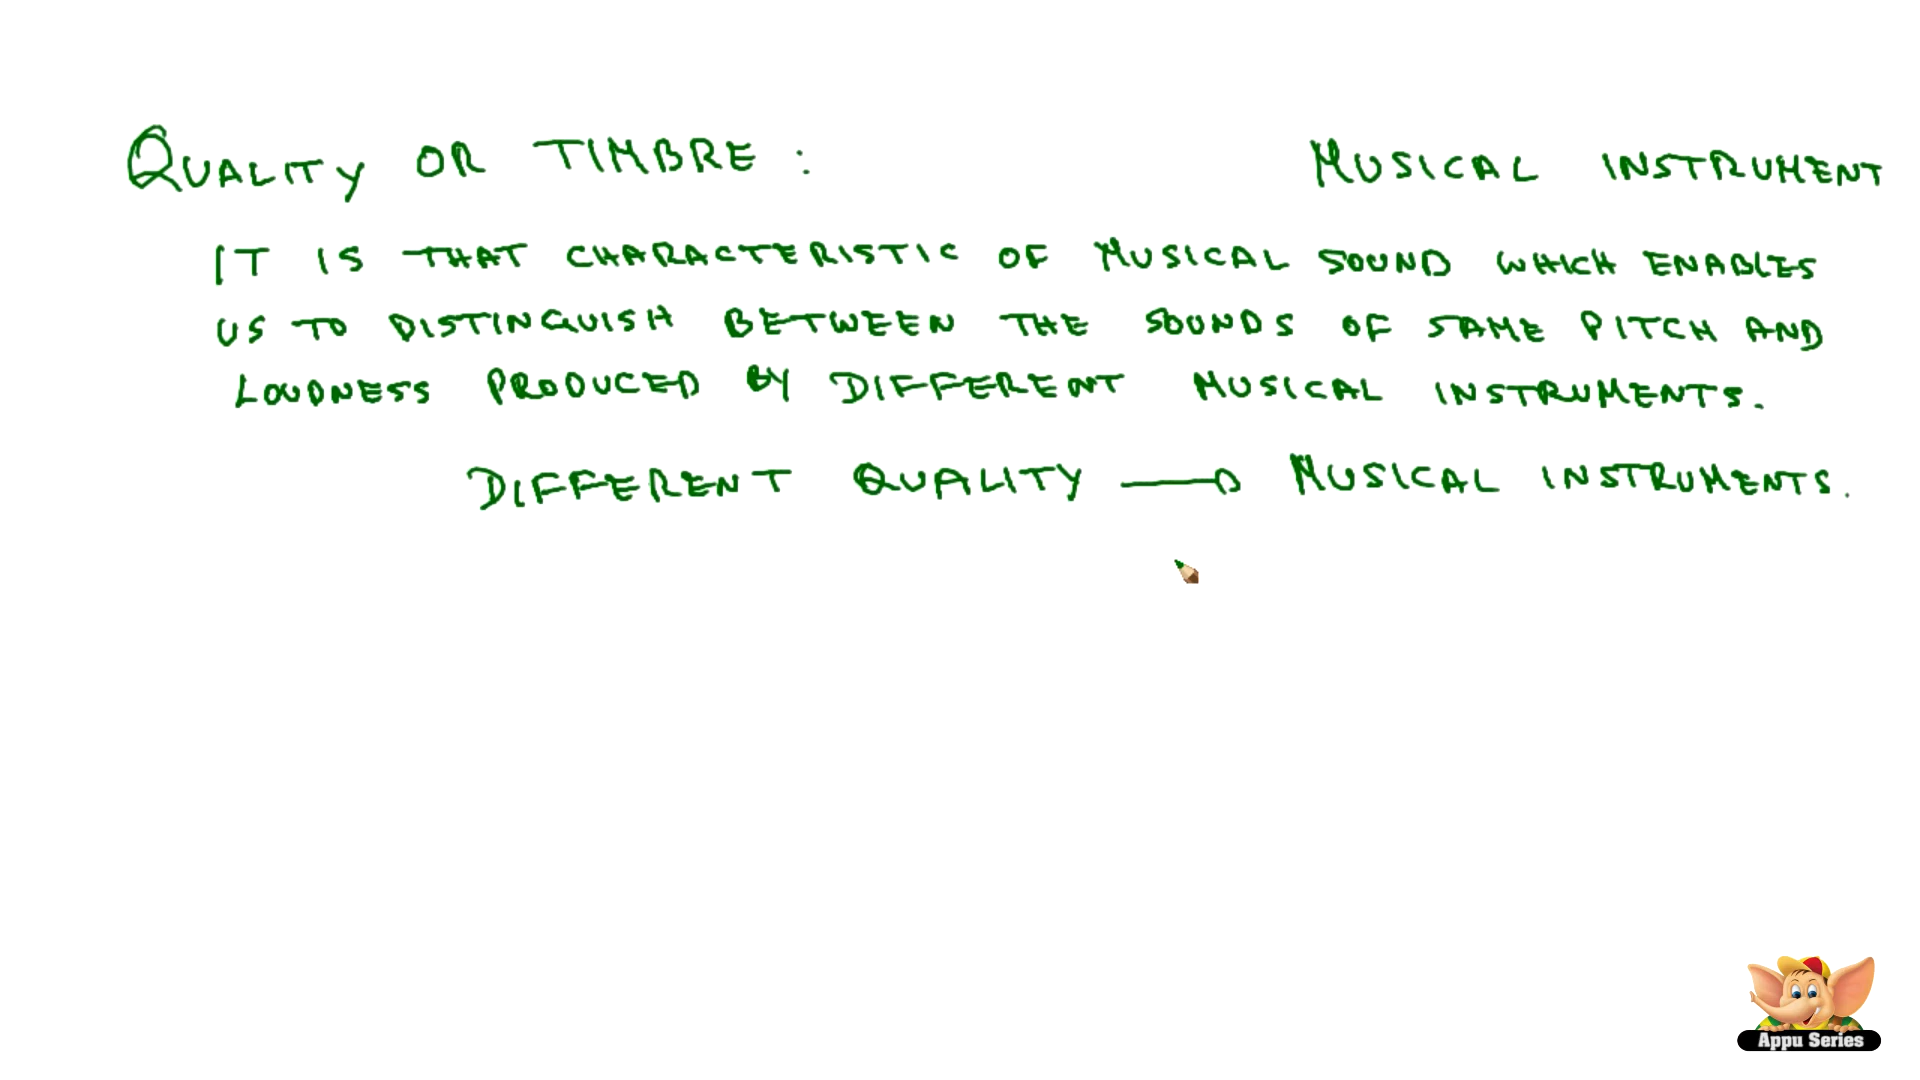 QUALITY OR TIMBRE : MUSICAL INSTRUMENT
IT IS THAT CHARACTERISTIC OF MUSICAL SOUND WHICH ENABLES
US TO DISTINGUISH BETWEEN THE SOUNDS OF SAME PITCH AND
LOUDNESS PRODUCED BY DIFFERENT MUSICAL INSTRUMENTS.
DIFFERENT QUALITY → MUSICAL INSTRUMENTS.
Appu Series